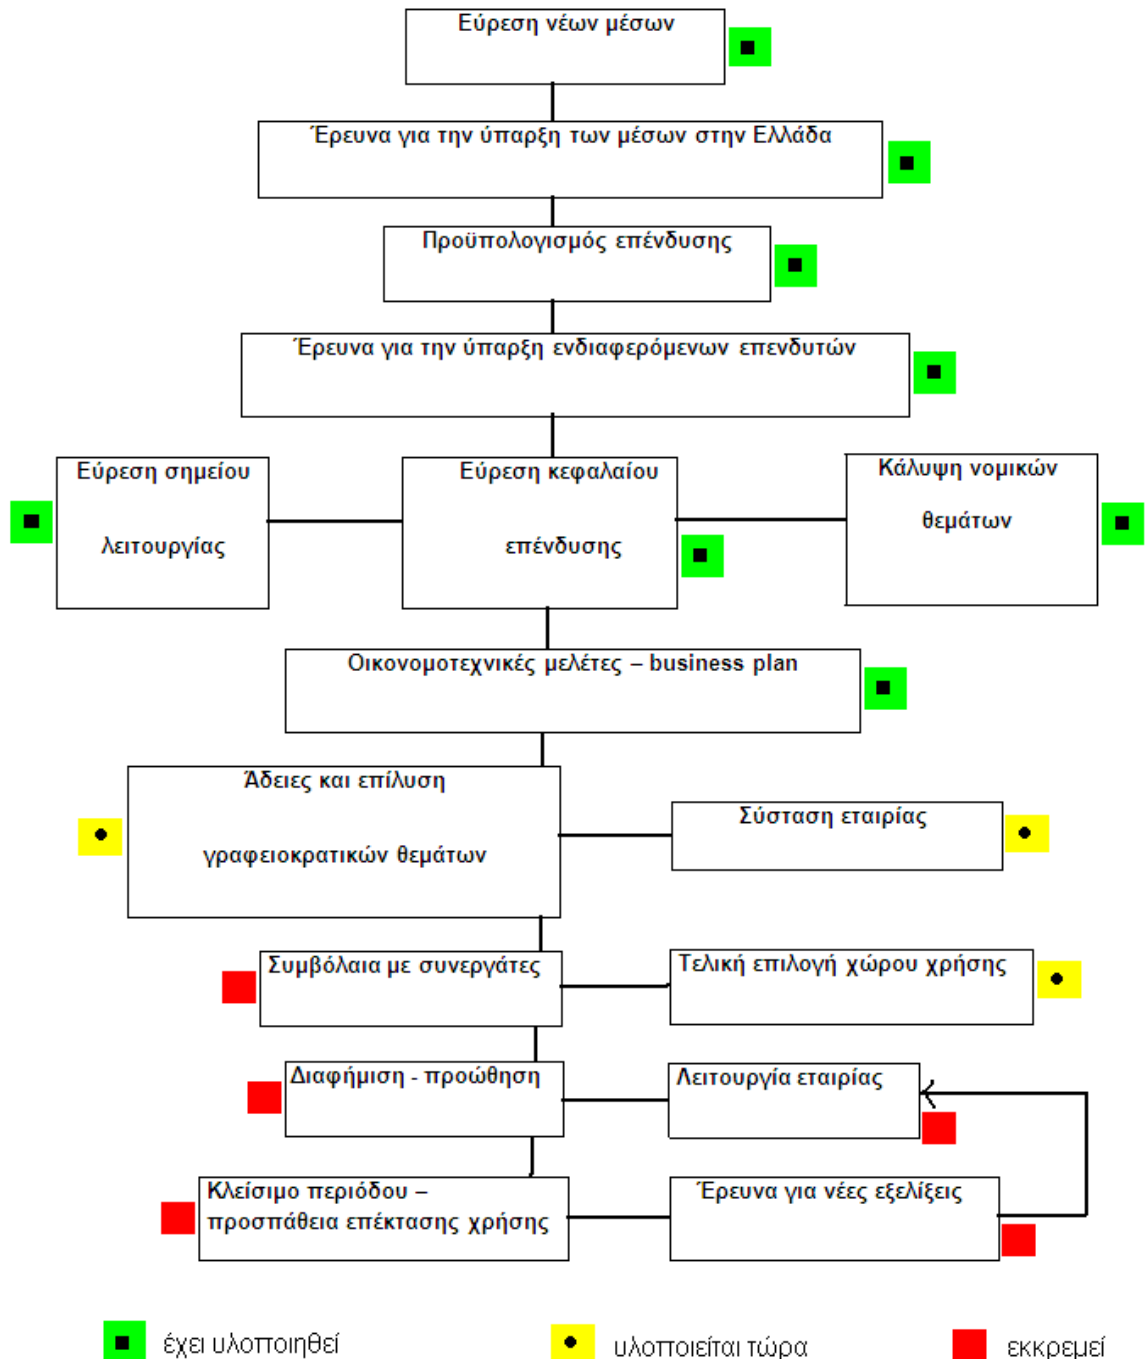 Εύρεση νέων μέσων
Έρευνα για την ύπαρξη των μέσων στην Ελλάδα
Προϋπολογισμός επένδυσης
Έρευνα για την ύπαρξη ενδιαφερόμενων επενδυτών
Εύρεση σημείου
λειτουργίας
Εύρεση κεφαλαίου
επένδυσης
Κάλυψη νομικών
θεμάτων
Οικονομοτεχνικές μελέτες – business plan
Άδειες και επίλυση
γραφειοκρατικών θεμάτων
Σύσταση εταιρίας
Συμβόλαια με συνεργάτες
Τελική επιλογή χώρου χρήσης
Διαφήμιση - προώθηση
Λειτουργία εταιρίας
Κλείσιμο περιόδου –
προσπάθεια επέκτασης χρήσης
Έρευνα για νέες εξελίξεις
έχει υλοποιηθεί
υλοποιείται τώρα
εκκρεμεί